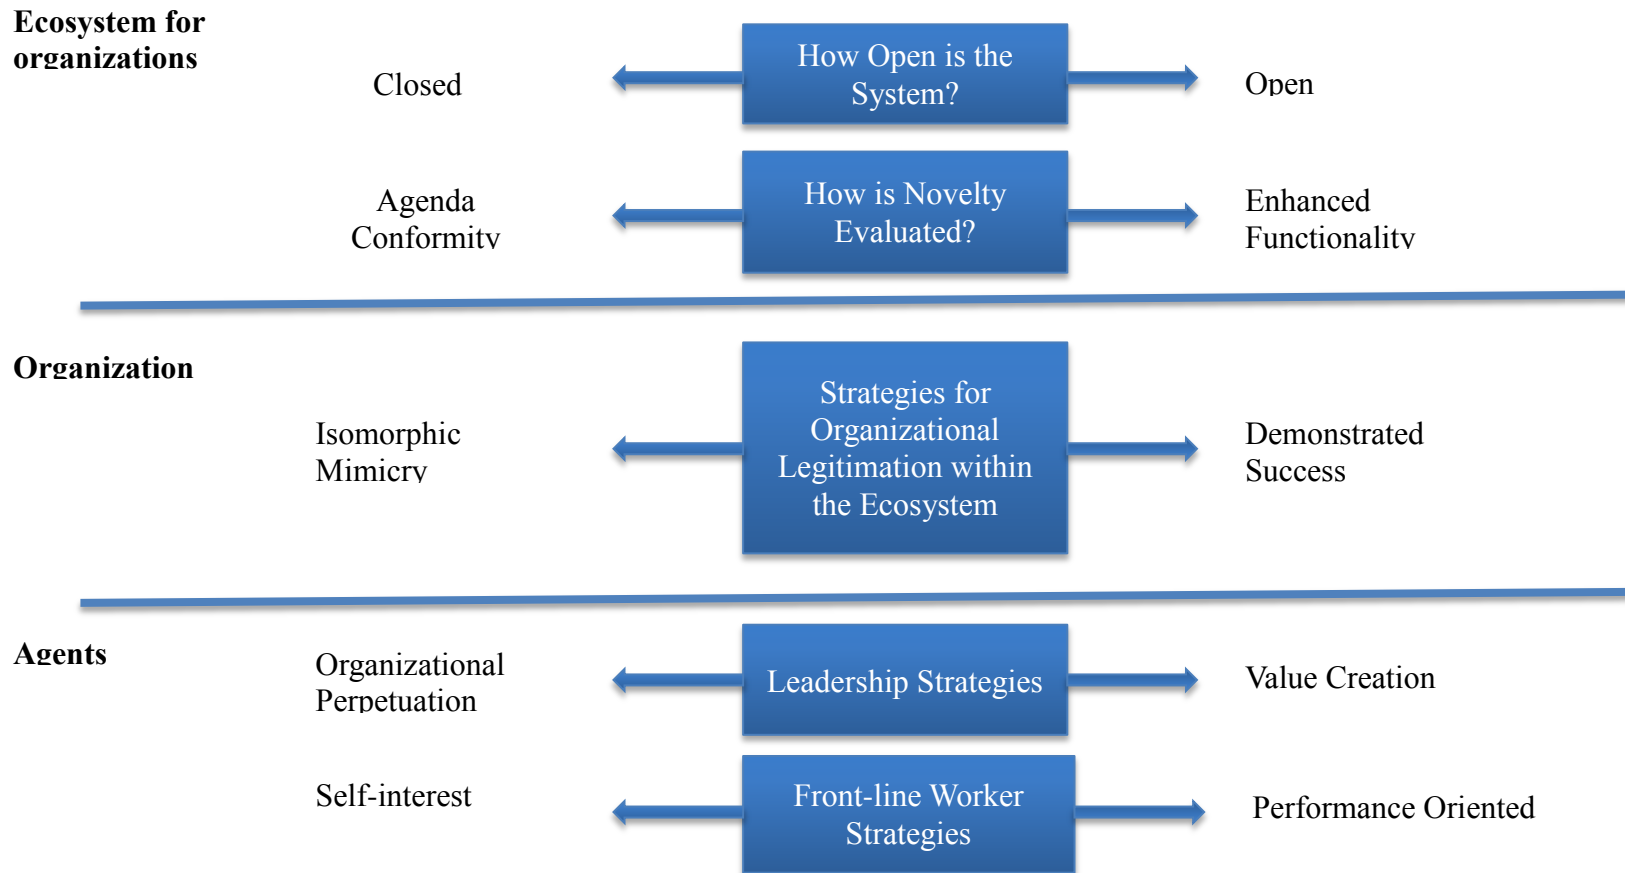 Ecosystem for
organizations
Closed
How Open is the
System?
Open
Agenda
Conformity
How is Novelty
Evaluated?
Enhanced
Functionality
Organization
Isomorphic
Mimicry
Strategies for
Organizational
Legitimation within
the Ecosystem
Demonstrated
Success
Agents
Organizational
Perpetuation
Leadership Strategies
Value Creation
Self-interest
Front-line Worker
Strategies
Performance Oriented